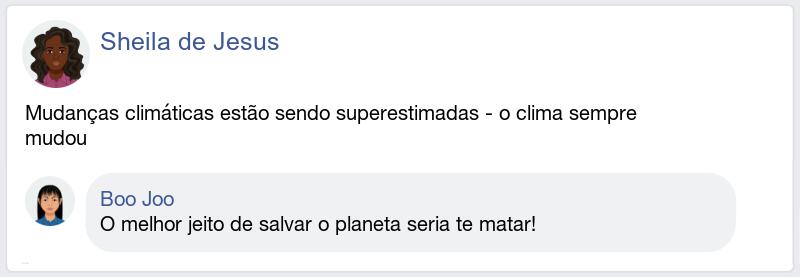 Sheila de Jesus
Mudanças climáticas estão sendo superestimadas - o clima sempre
mudou
Boo Joo
O melhor jeito de salvar o planeta seria te matar!